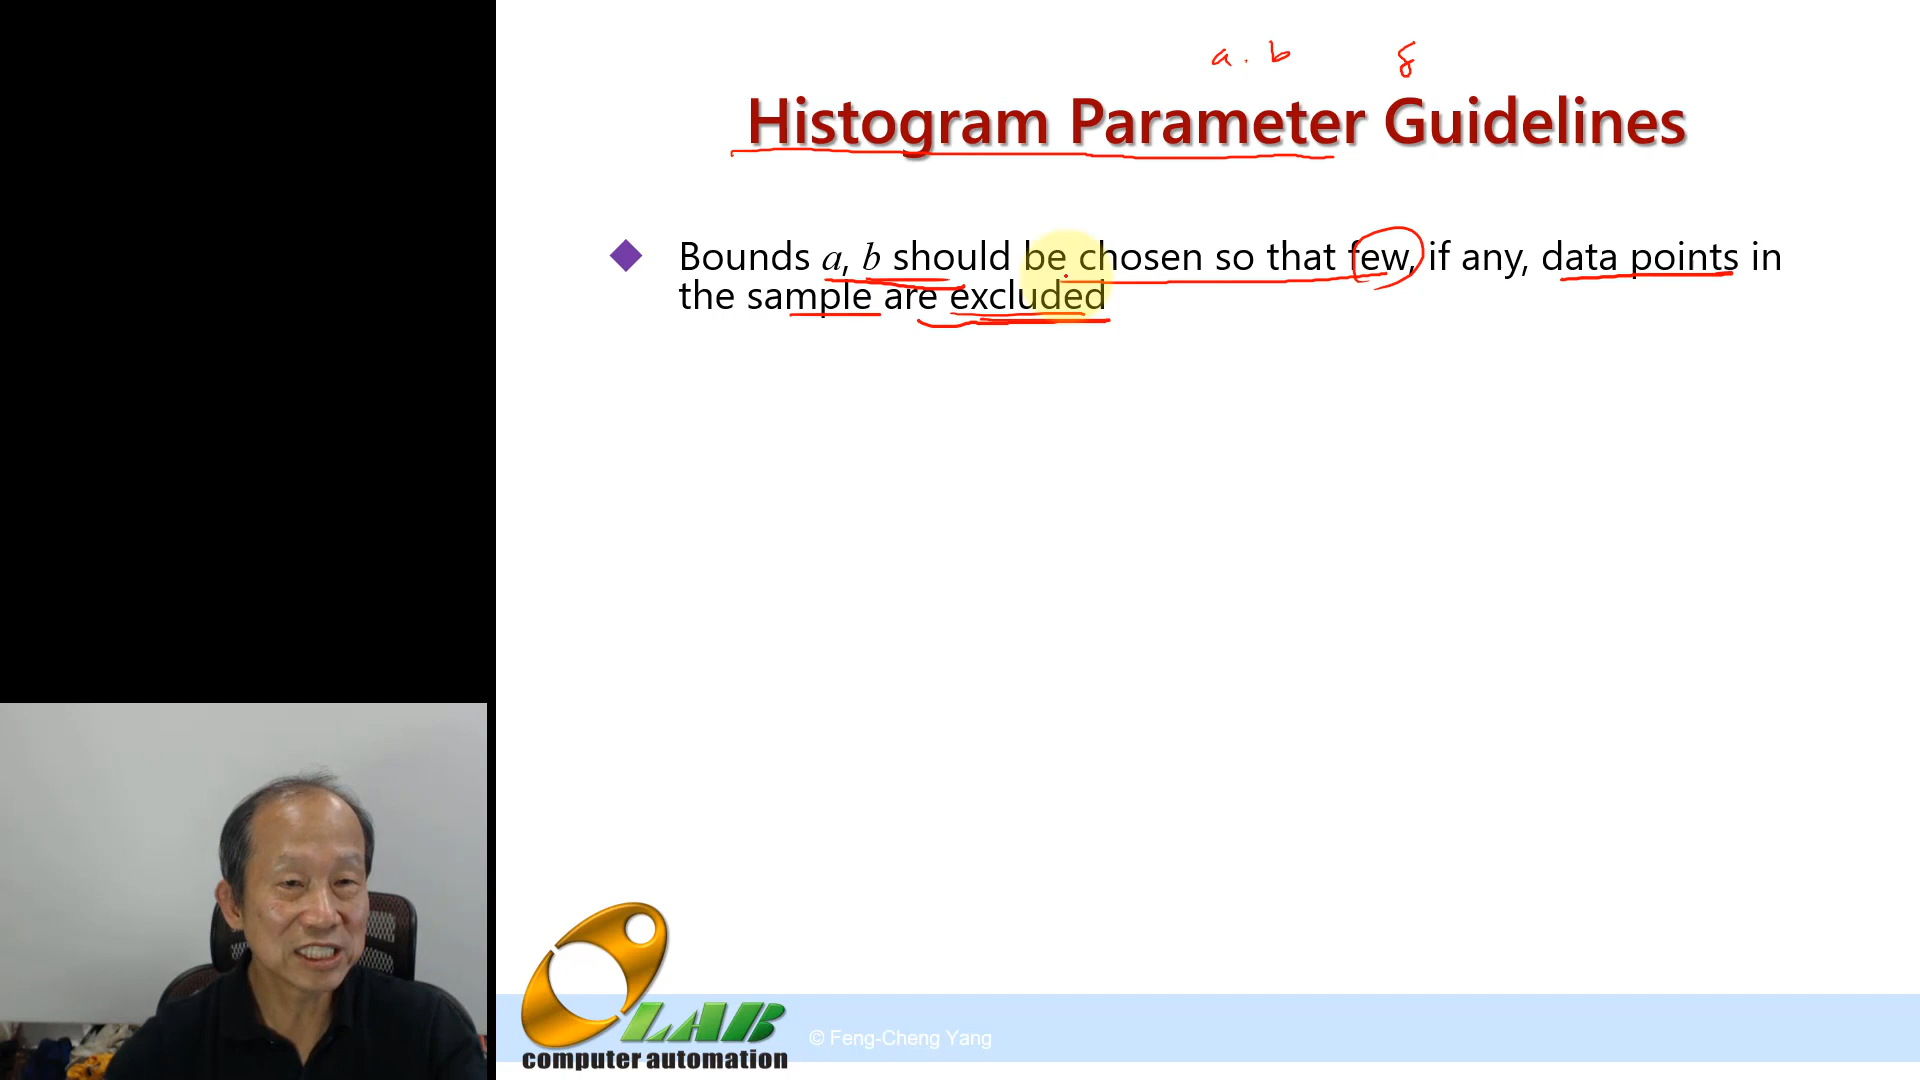 a. b δ
Histogram Parameter Guidelines
Bounds a, b should be chosen so that few, if any, data points in
the sample are excluded
LAB
computer automation
© Feng-Cheng Yang